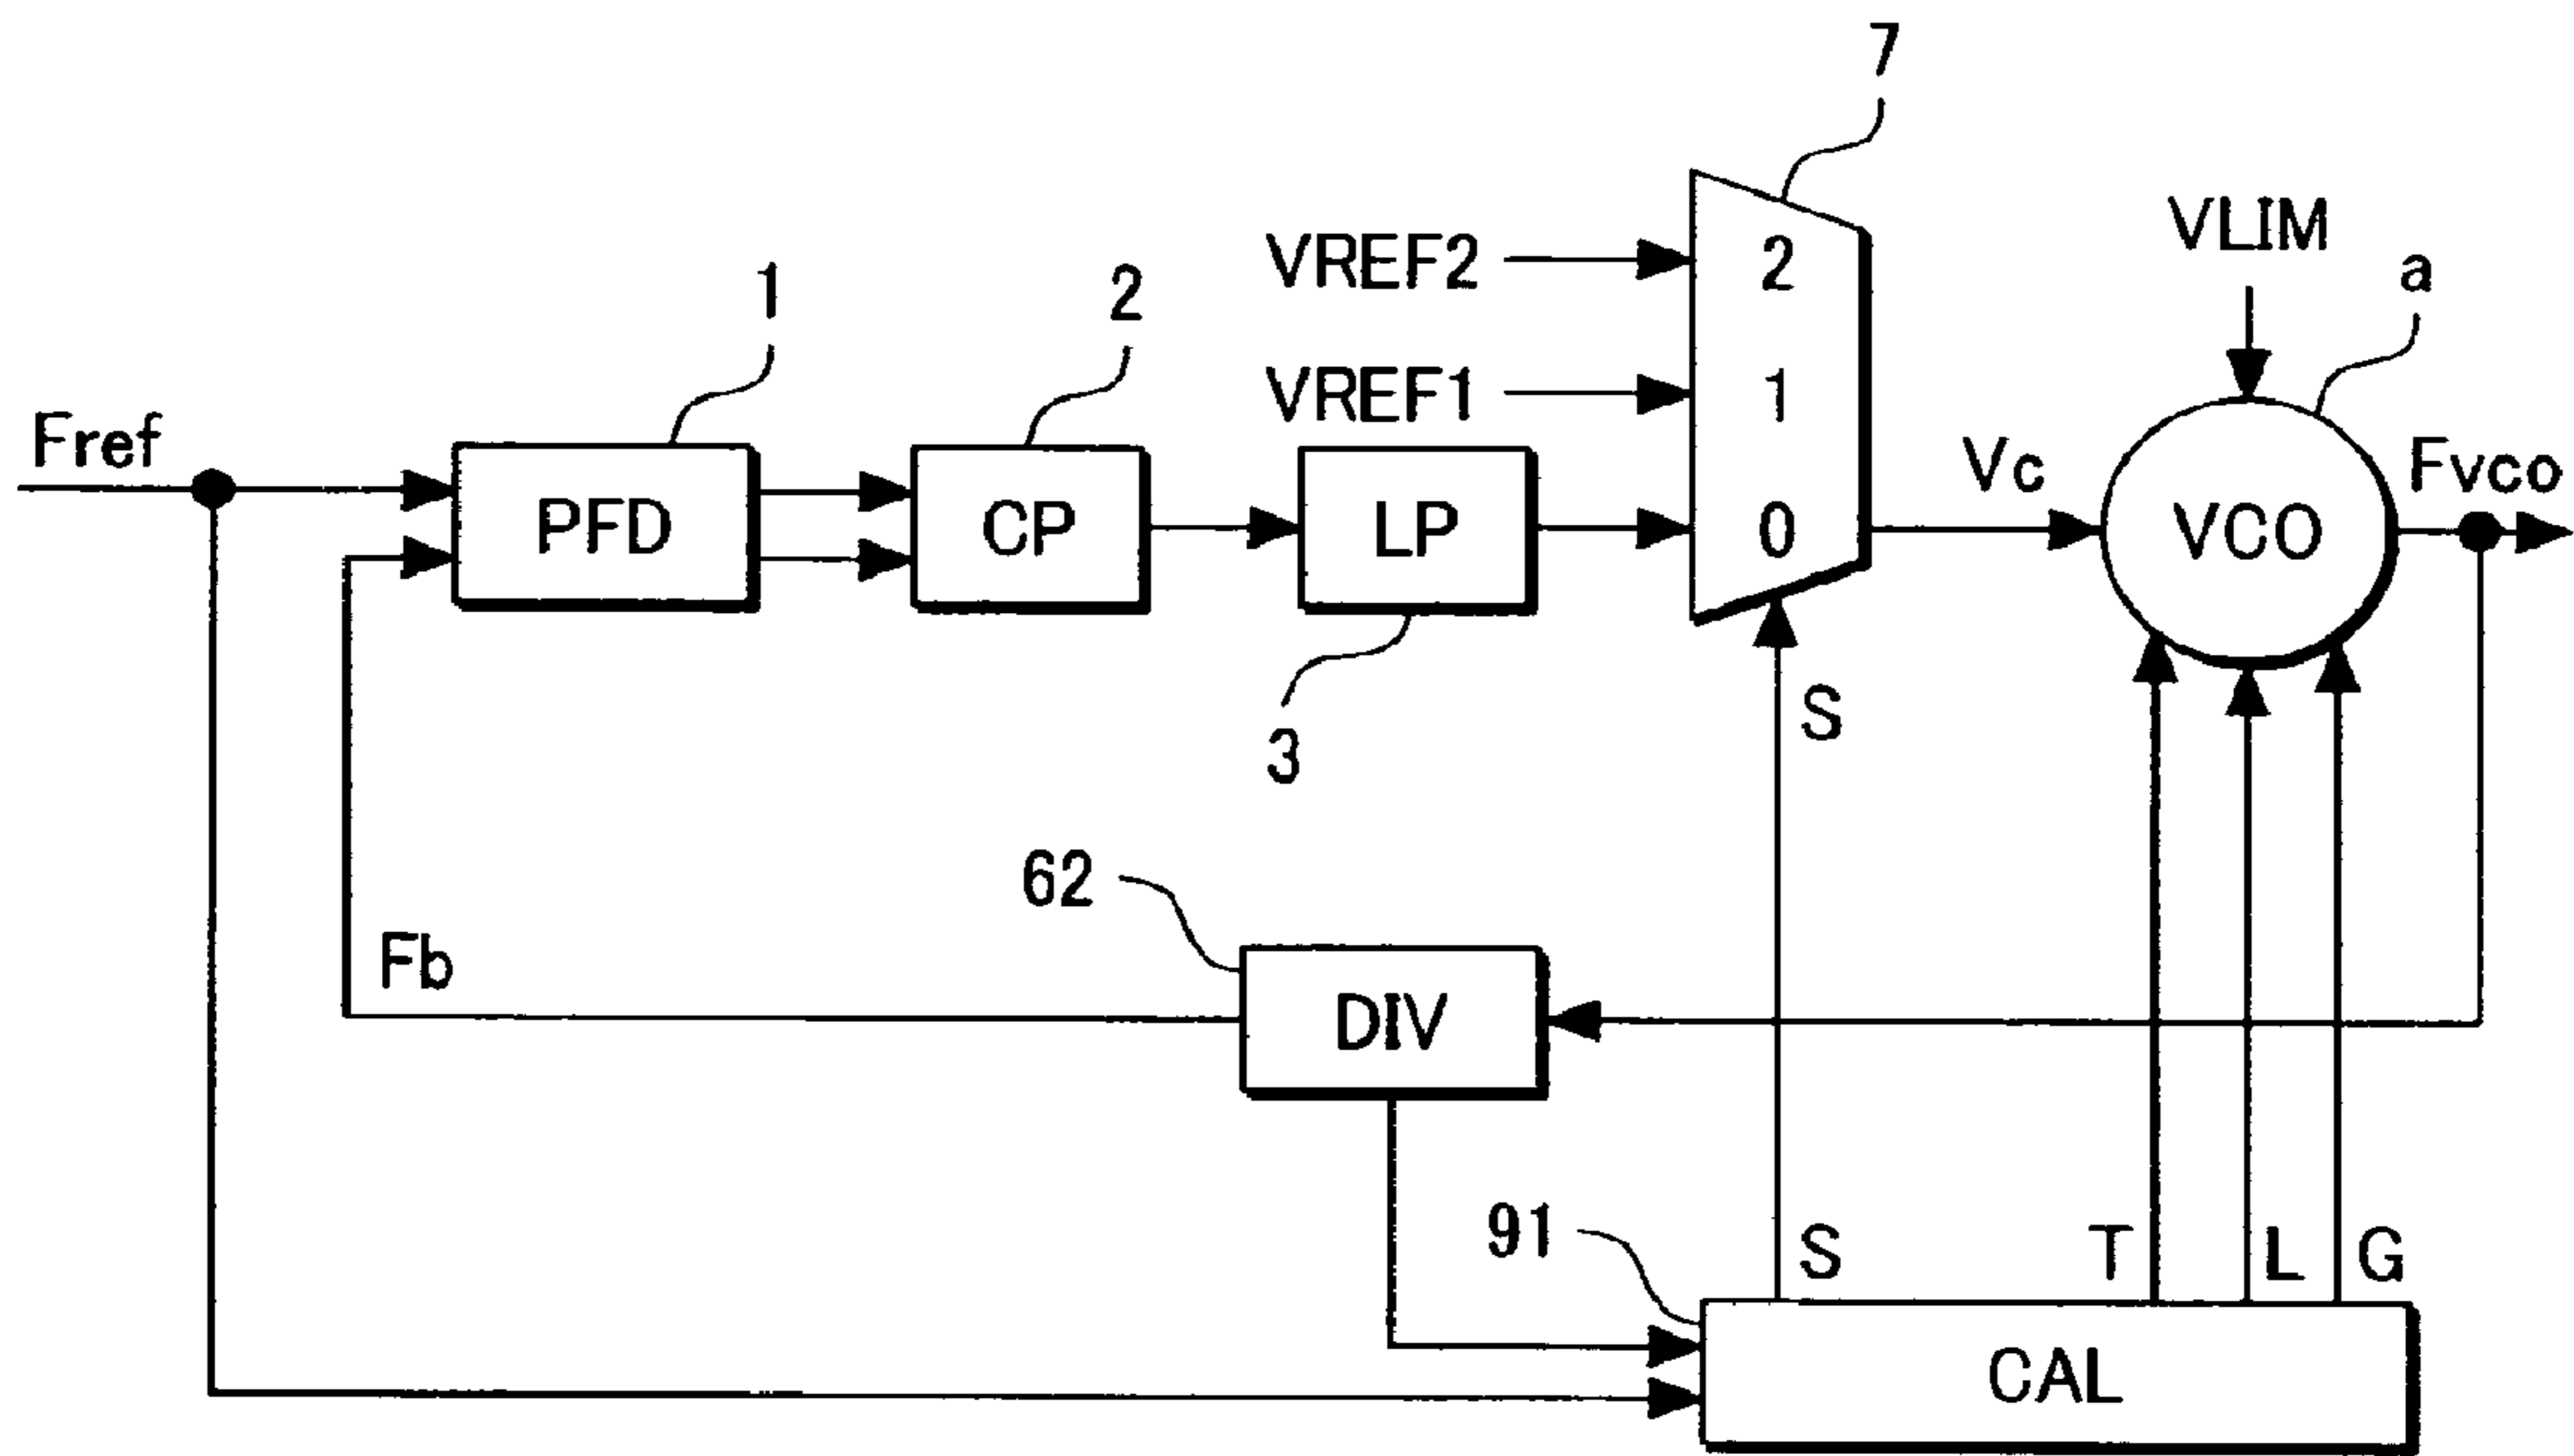 7
VLIM
a
1
2
VREF2
2
VREF1
1
Fref
PFD
CP
LP
0
Vc
VCO
Fvco
3
S
62
Fb
DIV
91
S
T
L
G
CAL